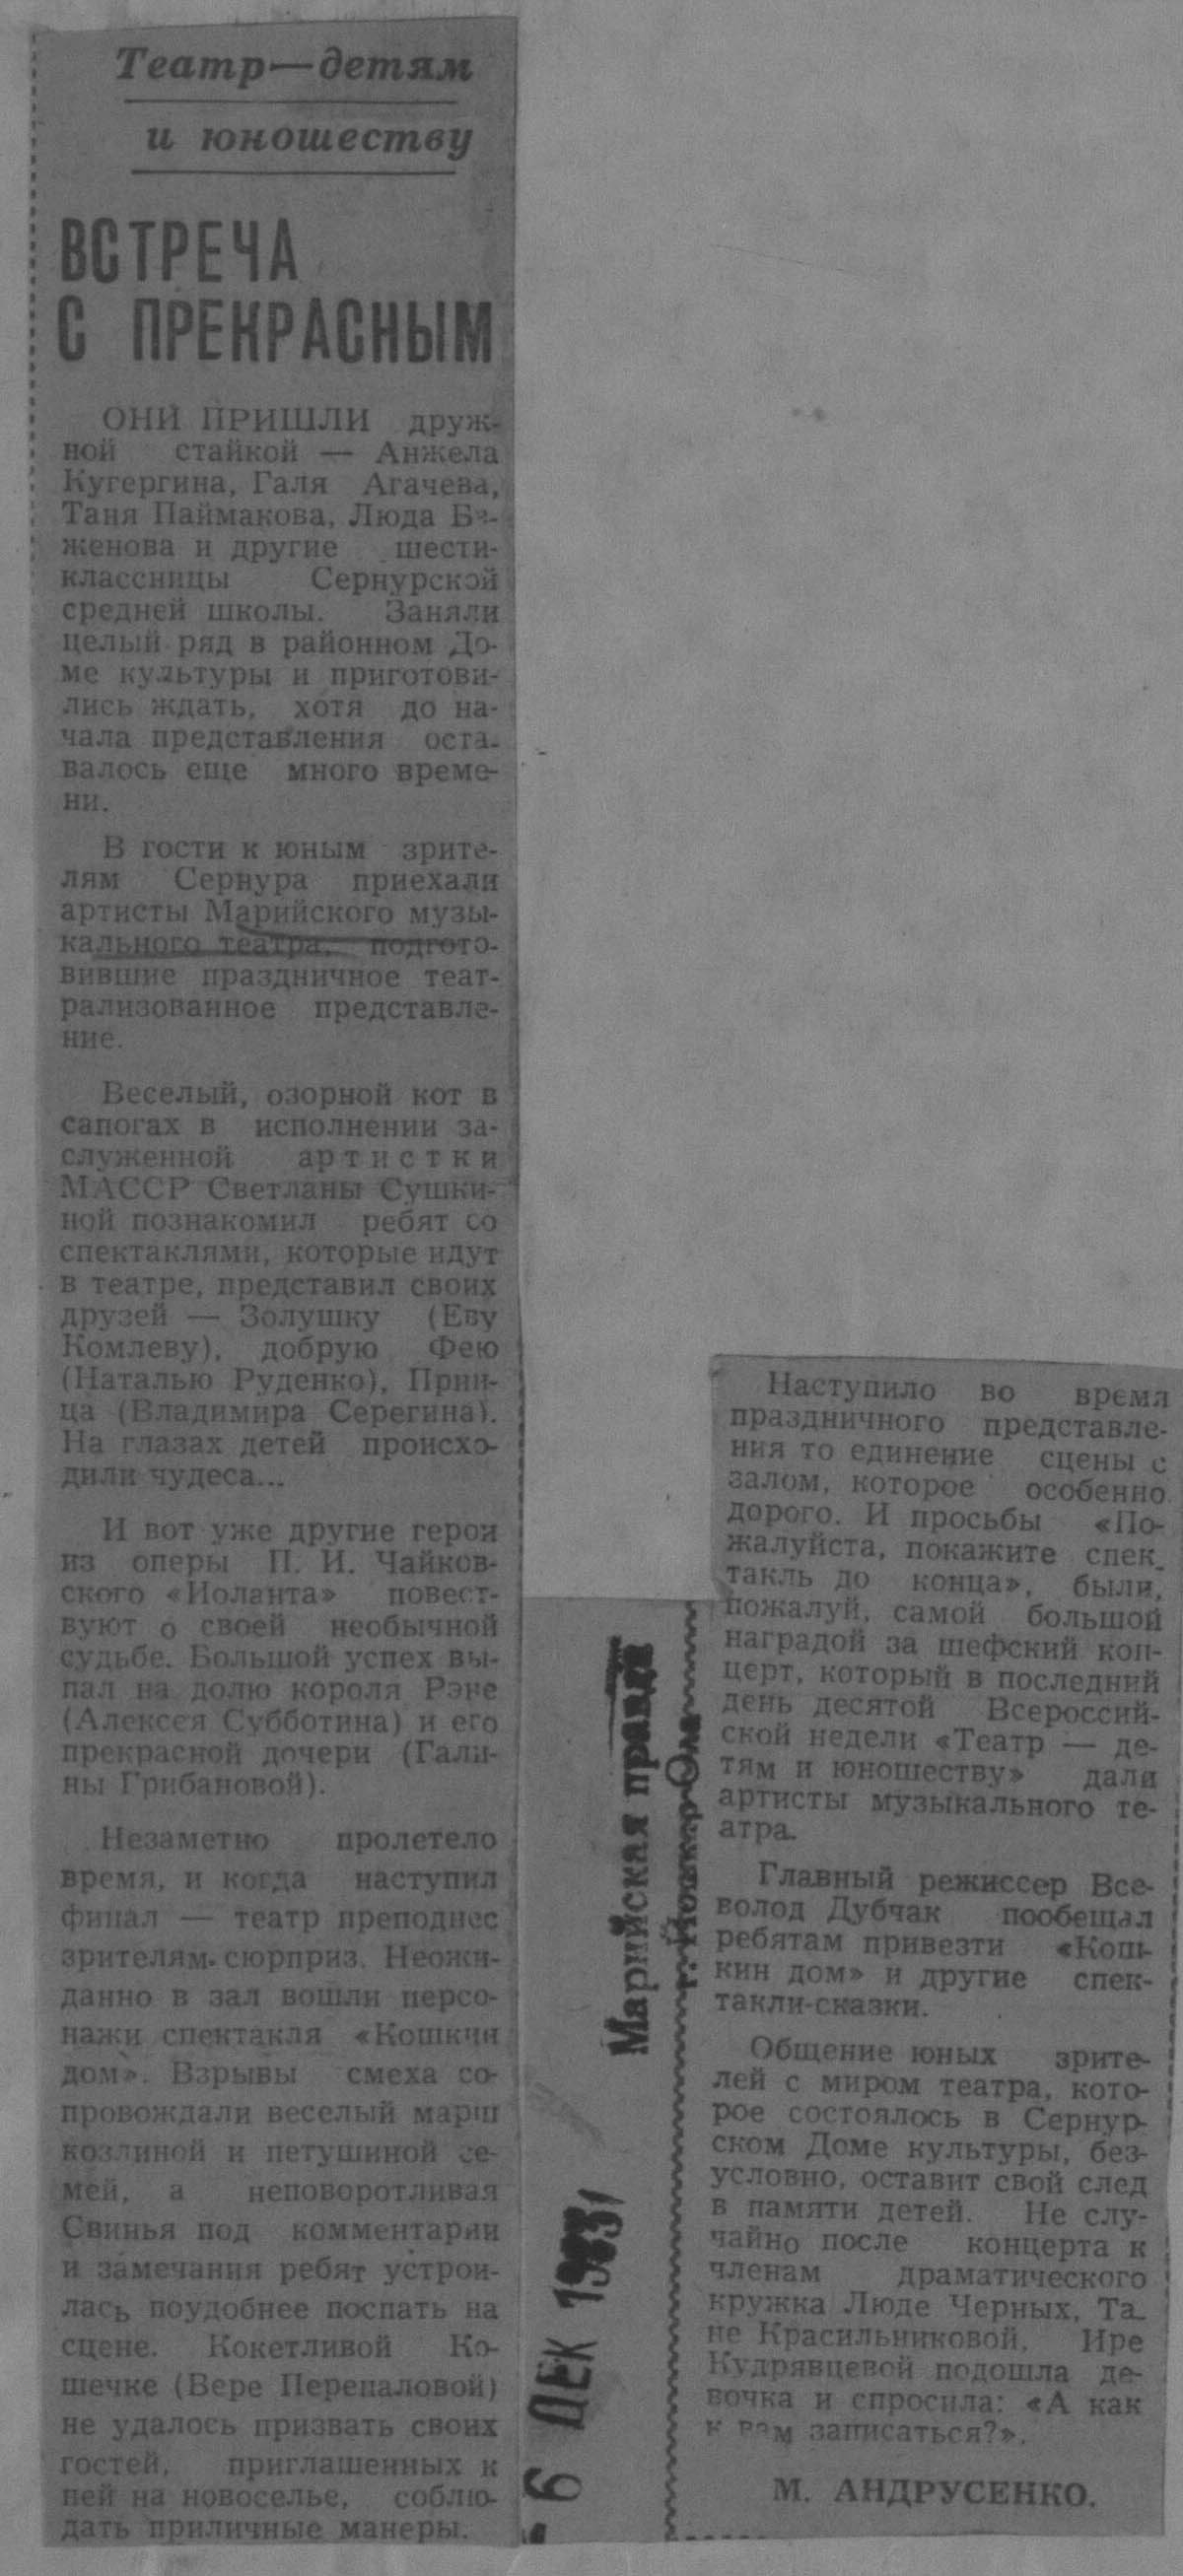 Театр—детям
и юношеству
ВСТРЕЧА
С ПРЕКРАСНЫМ
ОНИ ПРИШЛИ друж-
ной стайкой — Анжела
Кугергина, Галя Агачева,
Таня Паймакова, Люда Ба-
женова и другие шести-
классницы Сернурской
средней школы. Заняли
целый ряд в районном До-
ме культуры и приготови-
лись ждать, хотя до на-
чала представления оста-
валось еще много време-
ни.
В гости к юным зрите-
лям Сернура приехали
артисты Марийского музы-
кального театра, подгото-
вившие праздничное теат-
рализованное представле-
ние.
Веселый, озорной кот в
сапогах в исполнении за-
служенной артистки
МАССР Светланы Сушки-
ной познакомил ребят со
спектаклями, которые идут
в театре, представил своих
друзей — Золушку (Еву
Комлеву), добрую Фею
(Наталью Руденко), Прин-
ца (Владимира Серегина).
На глазах детей происхо-
дили чудеса...
И вот уже другие герои
из оперы П. И. Чайков-
ского «Иоланта» повест-
вуют о своей необычной
судьбе. Большой успех вы-
пал на долю короля Рэне
(Алексея Субботина) и его
прекрасной дочери (Гали-
ны Грибановой).
Незаметно пролетело
время, и когда наступил
финал — театр преподнес
зрителям сюрприз. Неожи-
данно в зал вошли персо-
нажи спектакля «Кошкин
дом». Взрывы смеха со-
провождали веселый марш
козлиной и петушиной се-
мей, а неповоротливая
Свинья под комментарии
и замечания ребят устрои-
лась поудобнее поспать на
сцене. Кокетливой Ко-
шечке (Вере Перепаловой)
не удалось призвать своих
гостей, приглашенных к
ней на новоселье, соблю-
дать приличные манеры.
Марийская правда
г. Йошкар-Ола
6 ДЕК 1981
Наступило во время
праздничного представле-
ния то единение сцены с
залом, которое особенно
дорого. И просьбы «По-
жалуйста, покажите спек-
такль до конца», были,
пожалуй, самой большой
наградой за шефский кон-
церт, который в последний
день десятой Всероссий-
ской недели «Театр — де-
тям и юношеству» дали
артисты музыкального те-
атра.
Главный режиссер Все-
волод Дубчак пообещал
ребятам привезти «Кош-
кин дом» и другие спек-
такли-сказки.
Общение юных зрите-
лей с миром театра, кото-
рое состоялось в Сернур-
ском Доме культуры, без-
условно, оставит свой след
в памяти детей. Не слу-
чайно после концерта к
членам драматического
кружка Люде Черных, Та-
не Красильниковой, Ире
Кудрявцевой подошла де-
вочка и спросила: «А как
к вам записаться?».
М. АНДРУСЕНКО.